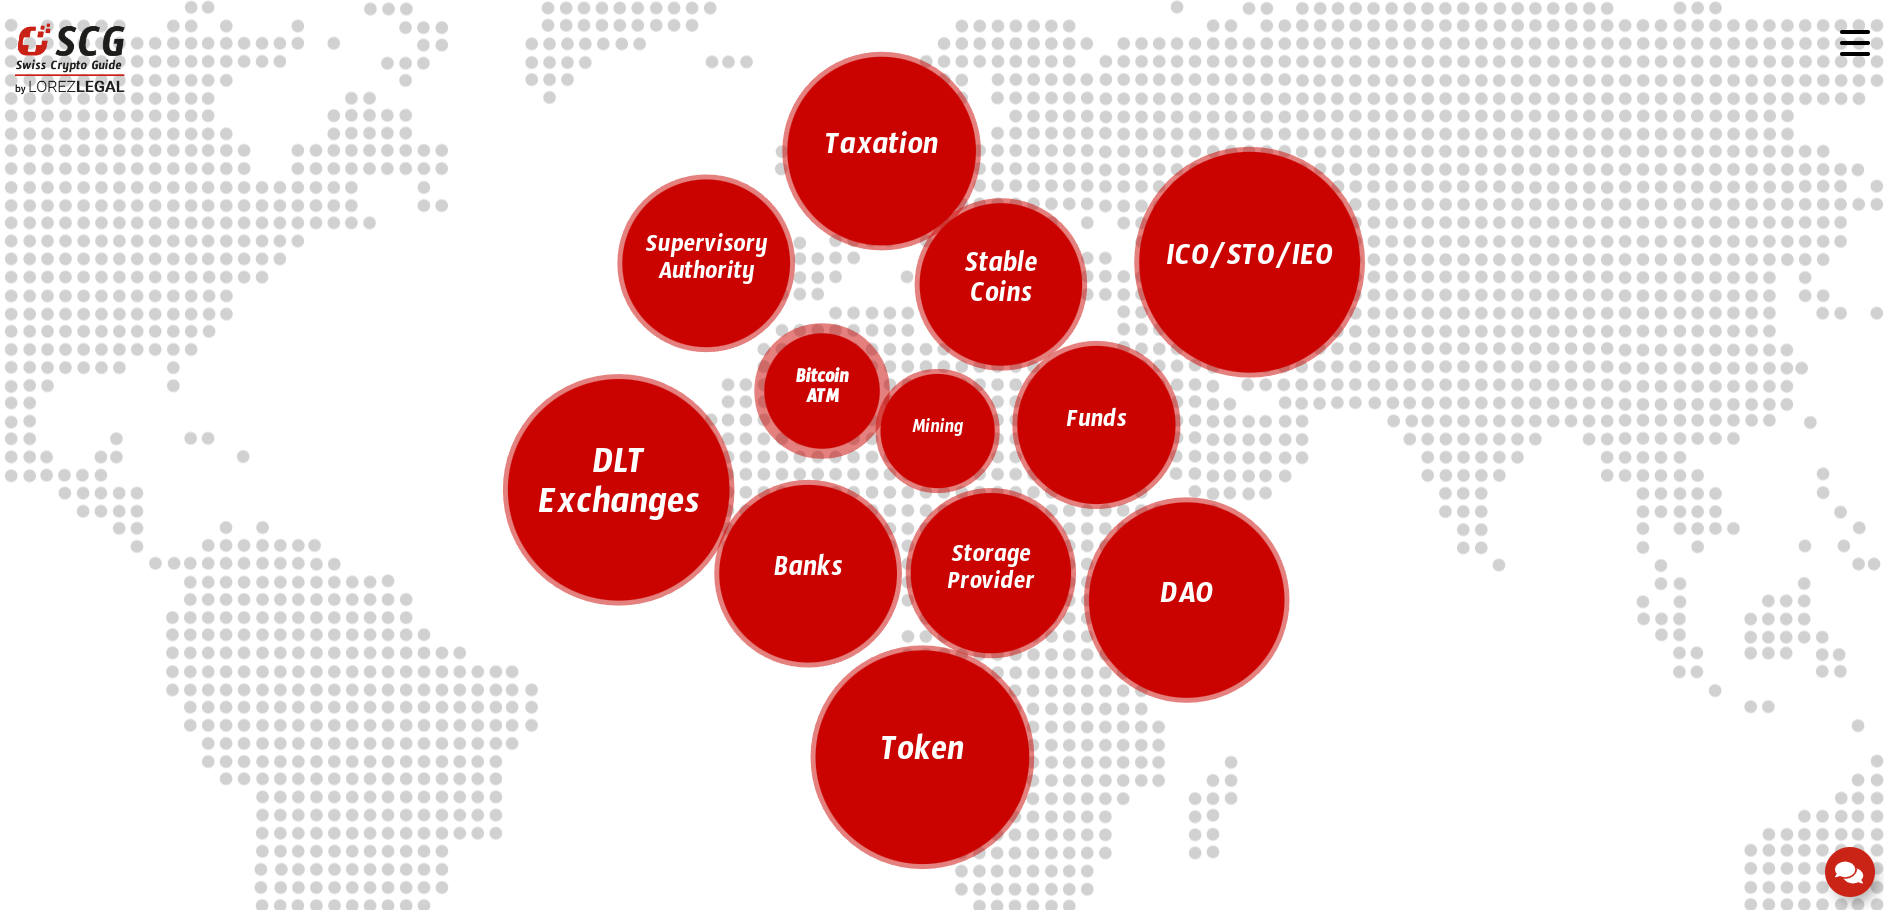 SCG
Swiss Crypto Guide
by LOREZLEGAL
Taxation
Supervisory
Authority
Stable
Coins
ICO/STO/IEO
Bitcoin
ATM
Mining
Funds
DLT
Exchanges
Banks
Storage
Provider
DAO
Token